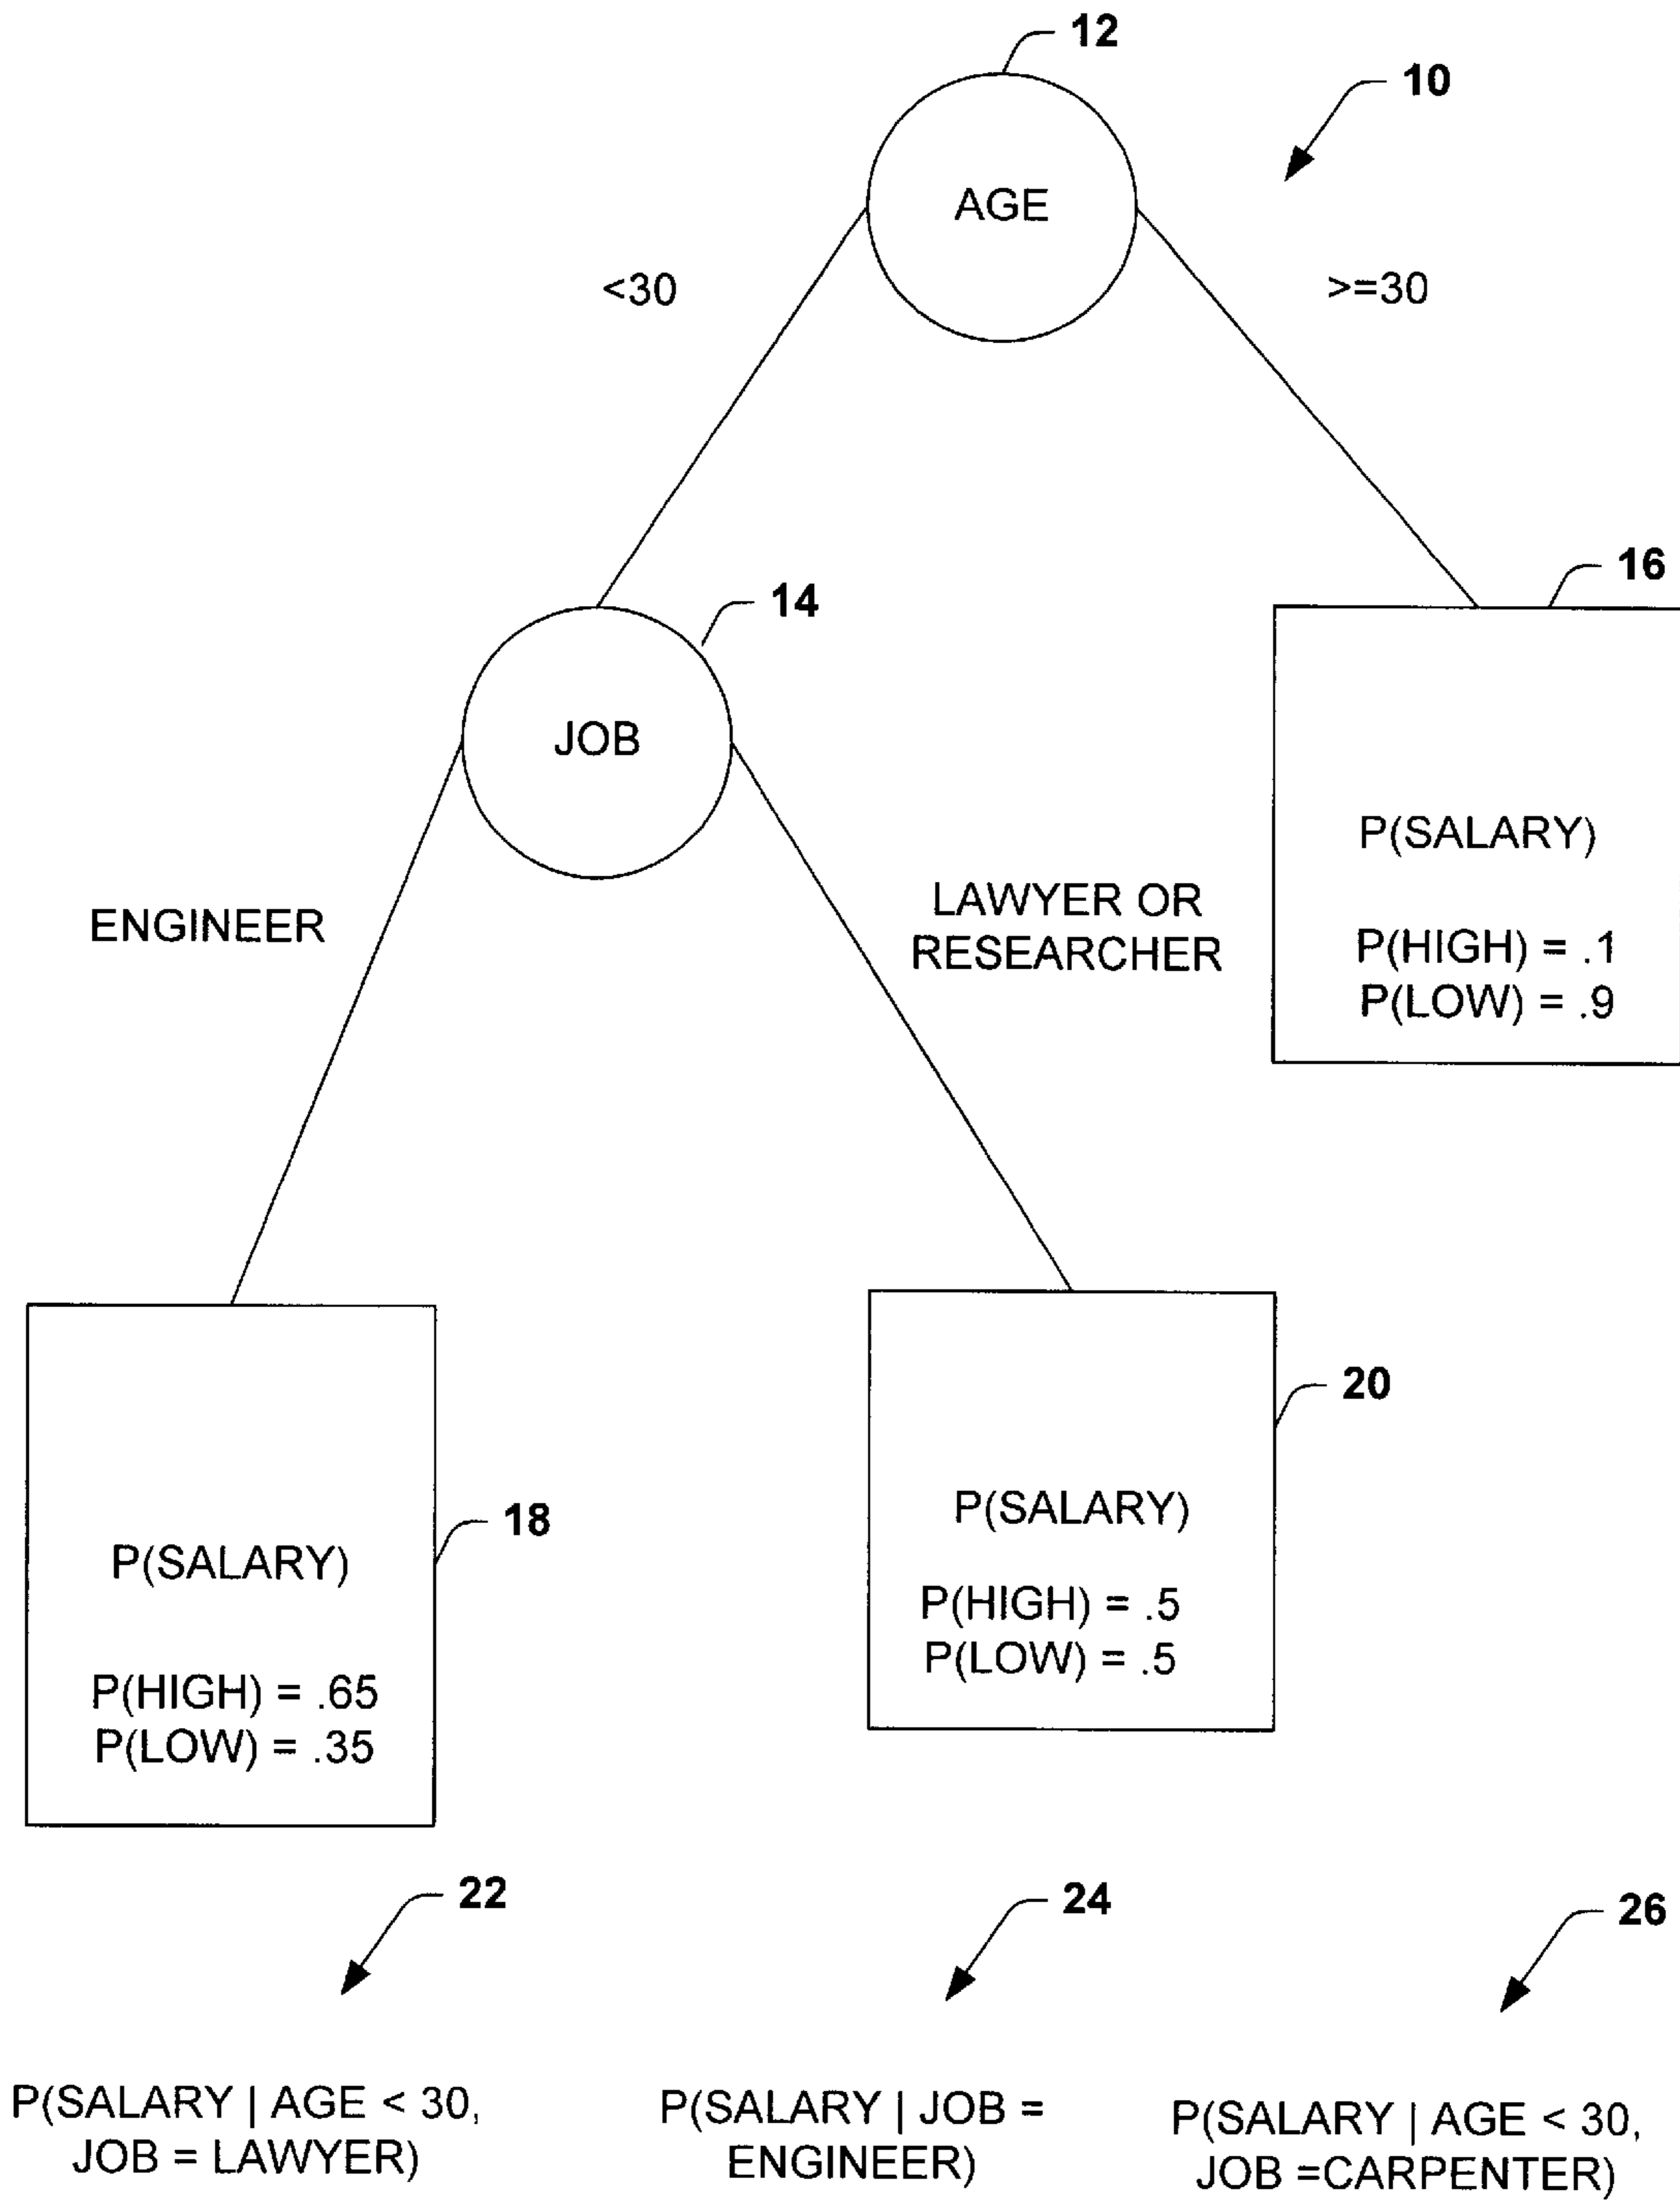 12
10
AGE
<30
>=30
16
14
JOB
P(SALARY)
LAWYER OR
RESEARCHER
ENGINEER
P(HIGH) = .1
P(LOW) = .9
20
P(SALARY)
18
P(SALARY)
P(HIGH) = .5
P(LOW) = .5
P(HIGH) = .65
P(LOW) = .35
22
24
26
P(SALARY | AGE < 30,
JOB = LAWYER)
P(SALARY | JOB =
ENGINEER)
P(SALARY | AGE < 30,
JOB =CARPENTER)